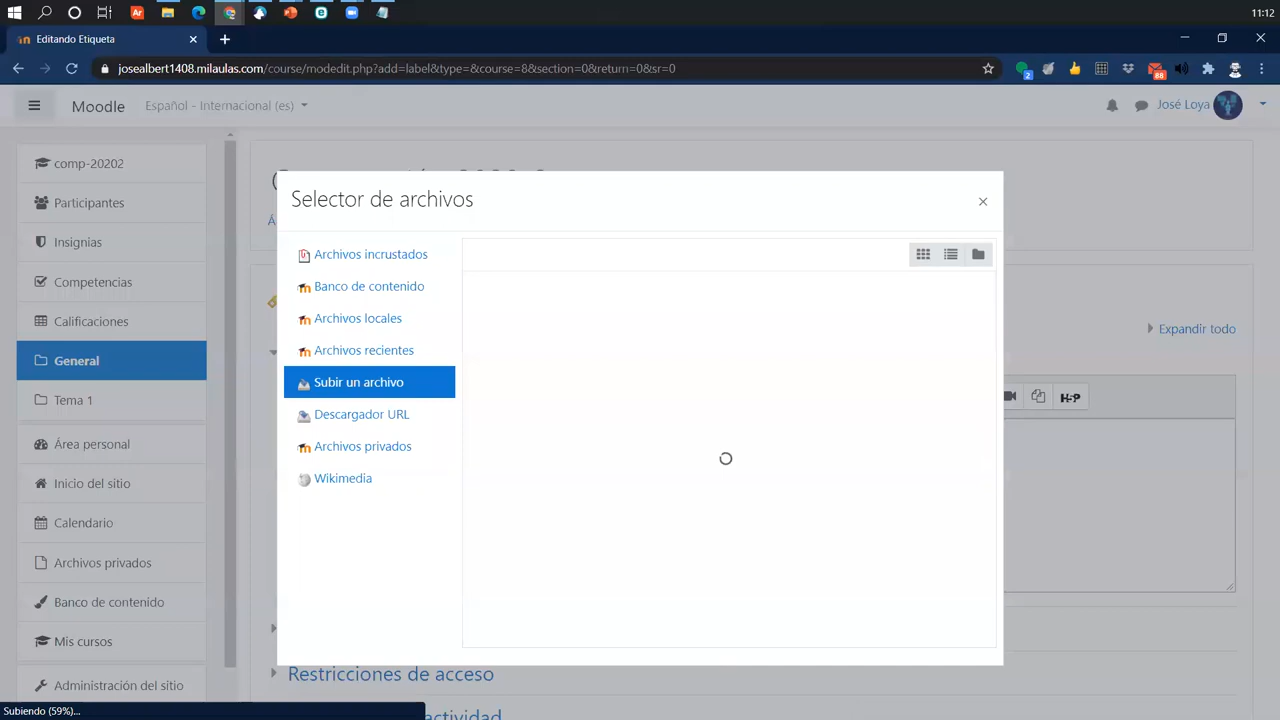 11:12
Editando Etiqueta
josealbert1408.milaulas.com/course/modedit.php?add=label&type=&course=8&section=0&return=0&sr=0
2
88
Moodle
Español - Internacional (es)
José Loya
comp-20202
Participantes
Insignias
Competencias
Calificaciones
General
Tema 1
Área personal
Inicio del sitio
Calendario
Archivos privados
Banco de contenido
Mis cursos
Administración del sitio
Selector de archivos
Archivos incrustados
Banco de contenido
Archivos locales
Archivos recientes
Subir un archivo
Descargador URL
Archivos privados
Wikimedia
Expandir todo
H-P
Restricciones de acceso
actividad
Subiendo (59%)...